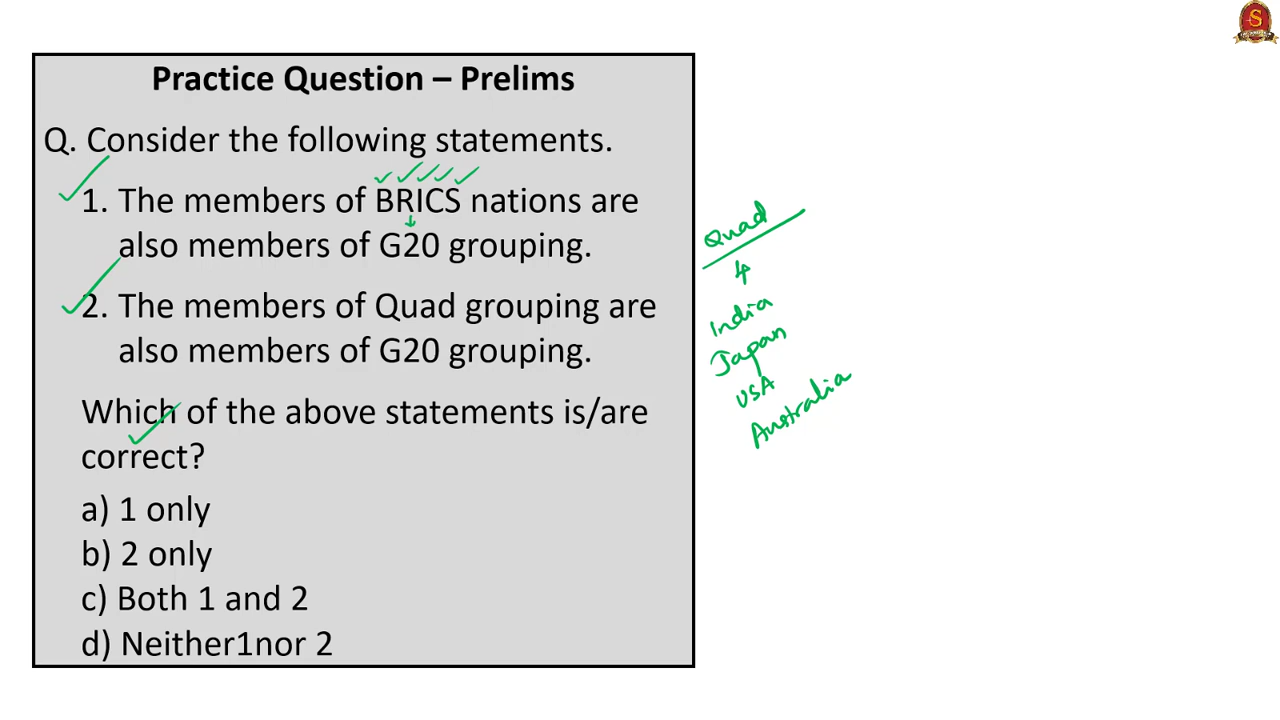 Practice Question – Prelims
Q. Consider the following statements.
1. The members of BRICS nations are
also members of G20 grouping.
2. The members of Quad grouping are
also members of G20 grouping.
Which of the above statements is/are
correct?
a) 1 only
b) 2 only
c) Both 1 and 2
d) Neither1nor 2
Quad
4
India
Japan
USA
Australia